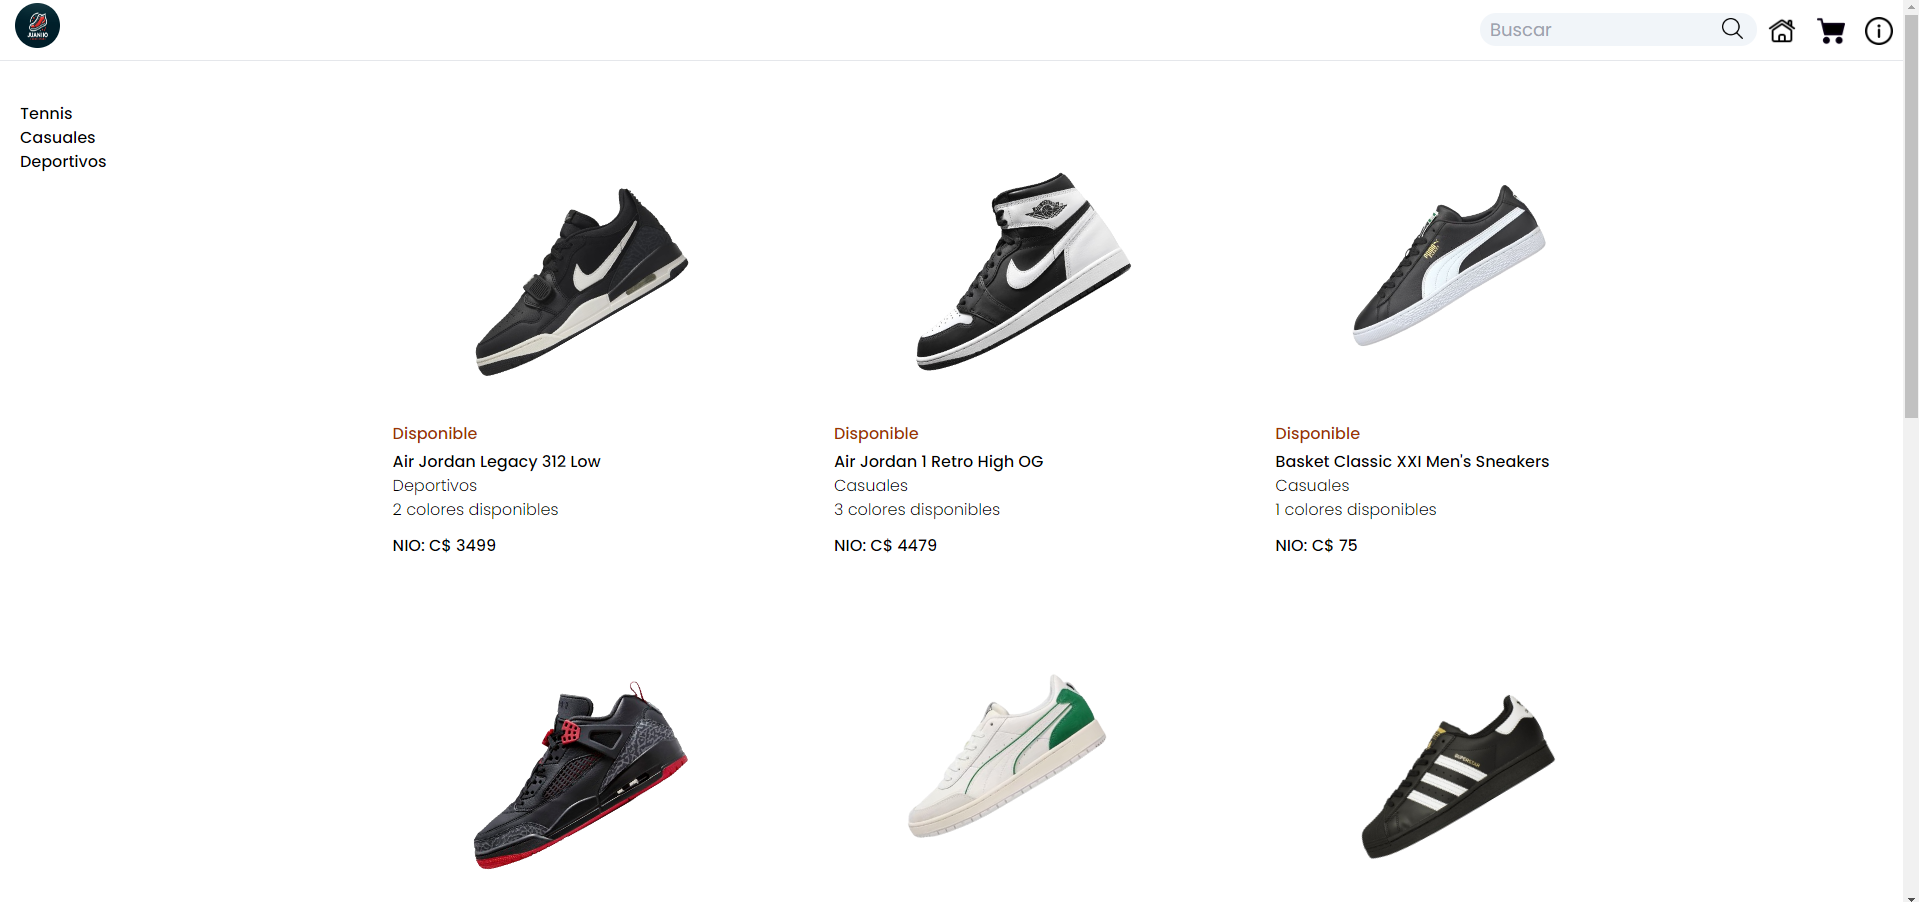 JUANIJO
Buscar
Tennis
Casuales
Deportivos
Disponible
Air Jordan Legacy 312 Low
Deportivos
2 colores disponibles
NIO: C$ 3499
Disponible
Air Jordan 1 Retro High OG
Casuales
3 colores disponibles
NIO: C$ 4479
Disponible
Basket Classic XXI Men's Sneakers
Casuales
1 colores disponibles
NIO: C$ 75
SUPERSTAR